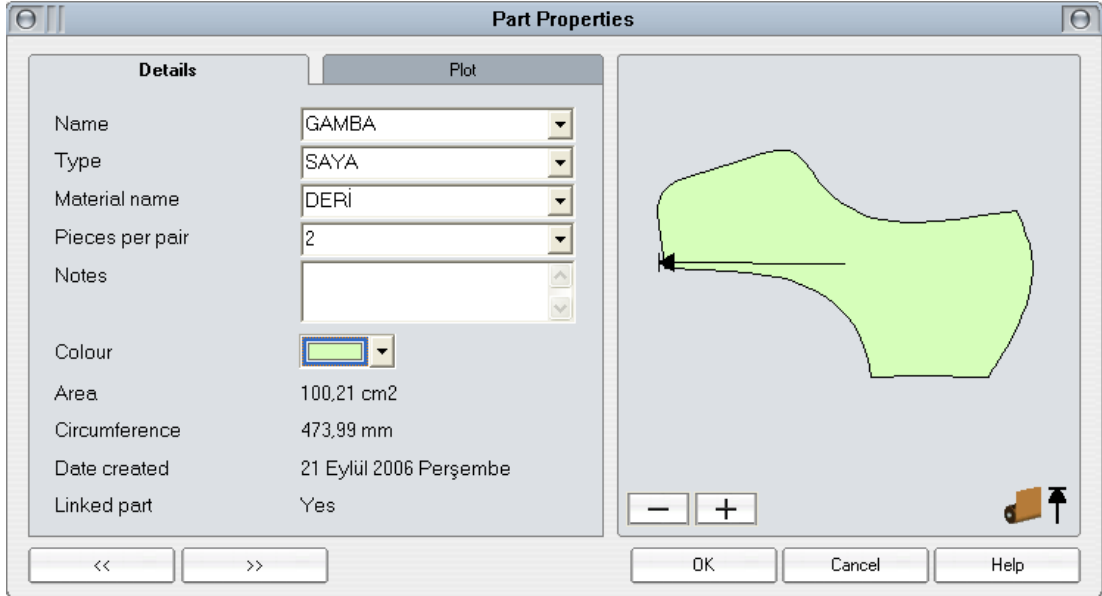 Part Properties
Details
Plot
Name
GAMBA
Type
SAYA
Material name
DERİ
Pieces per pair
2
Notes
Colour
Area
100,21 cm2
Circumference
473,99 mm
Date created
21 Eylül 2006 Perşembe
Linked part
Yes
<<
>>
OK
Cancel
Help